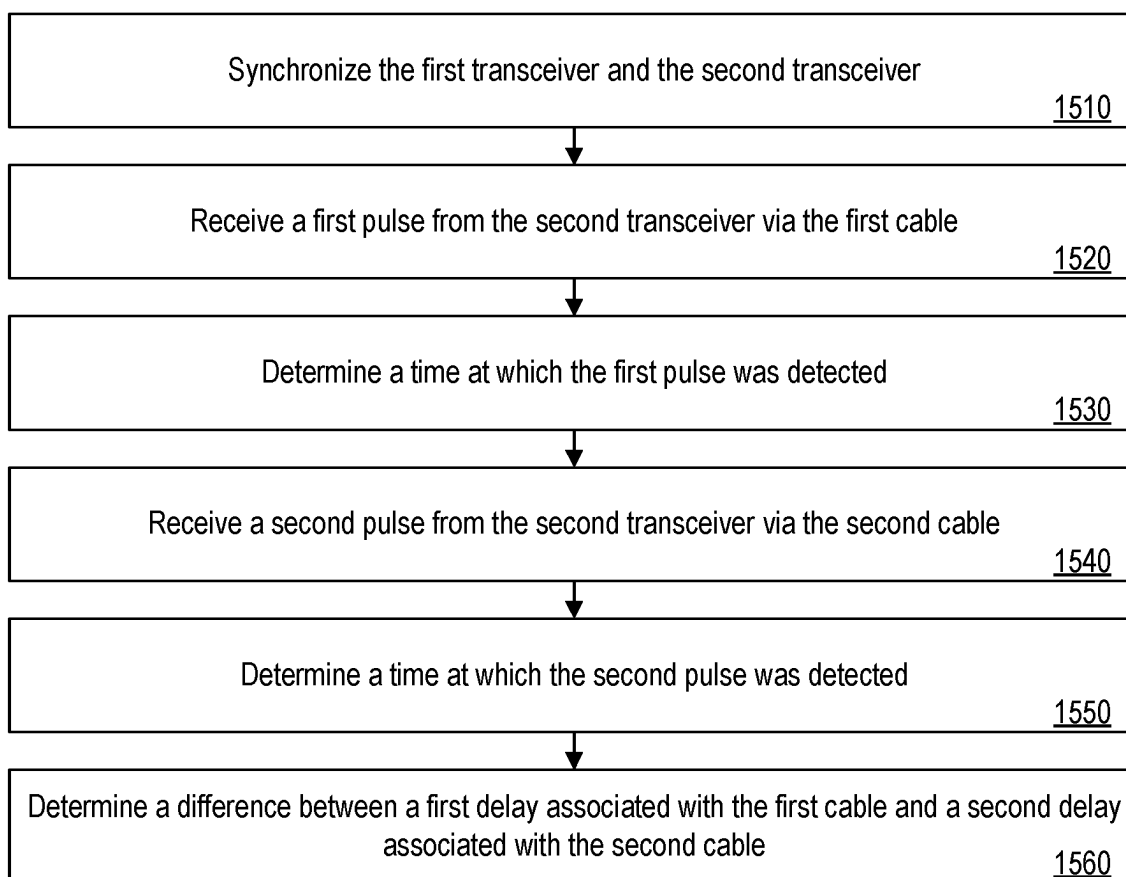 Synchronize the first transceiver and the second transceiver
1510
Receive a first pulse from the second transceiver via the first cable
1520
Determine a time at which the first pulse was detected
1530
Receive a second pulse from the second transceiver via the second cable
1540
Determine a time at which the second pulse was detected
1550
Determine a difference between a first delay associated with the first cable and a second delay
associated with the second cable
1560